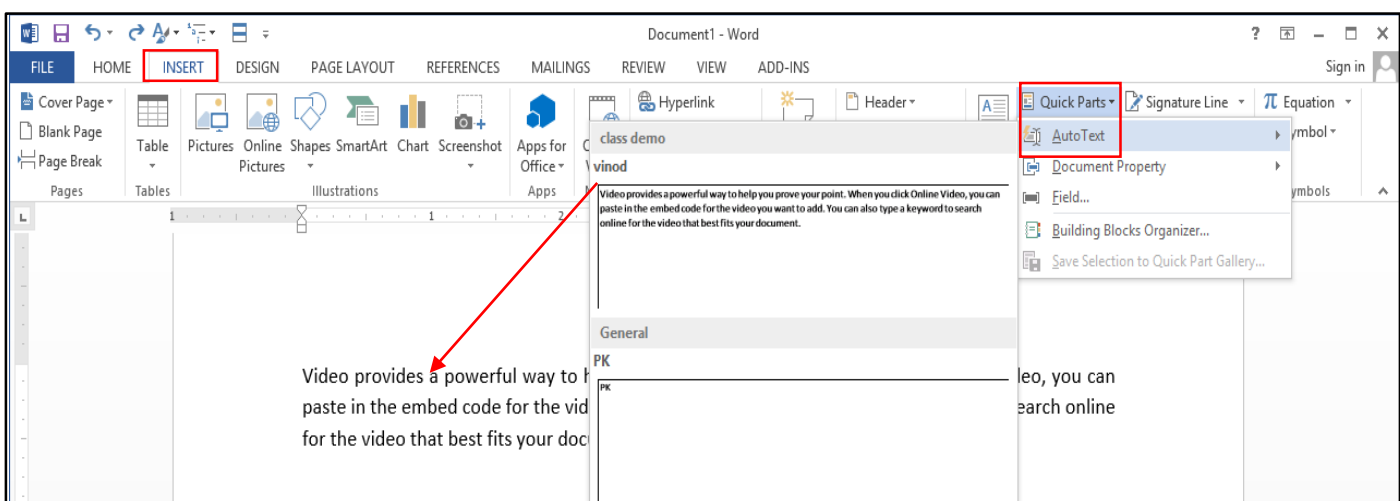 Document1 - Word
?
FILE HOME INSERT DESIGN PAGE LAYOUT REFERENCES MAILINGS REVIEW VIEW ADD-INS Sign in
Cover Page
Blank Page
Page Break
Pages
Table
Tables
Pictures Online Pictures Shapes SmartArt Chart Screenshot
Illustrations
Apps for Office
Apps
Hyperlink
Header
Quick Parts Signature Line π Equation
AutoText
Document Property
Field...
Building Blocks Organizer...
Save Selection to Quick Part Gallery...
ymbol
ymbols
1 1 2
class demo
vinod
Video provides a powerful way to help you prove your point. When you click Online Video, you can
paste in the embed code for the video you want to add. You can also type a keyword to search
online for the video that best fits your document.
General
PK
PK
Video provides a powerful way to h leo, you can
paste in the embed code for the vid earch online
for the video that best fits your doc